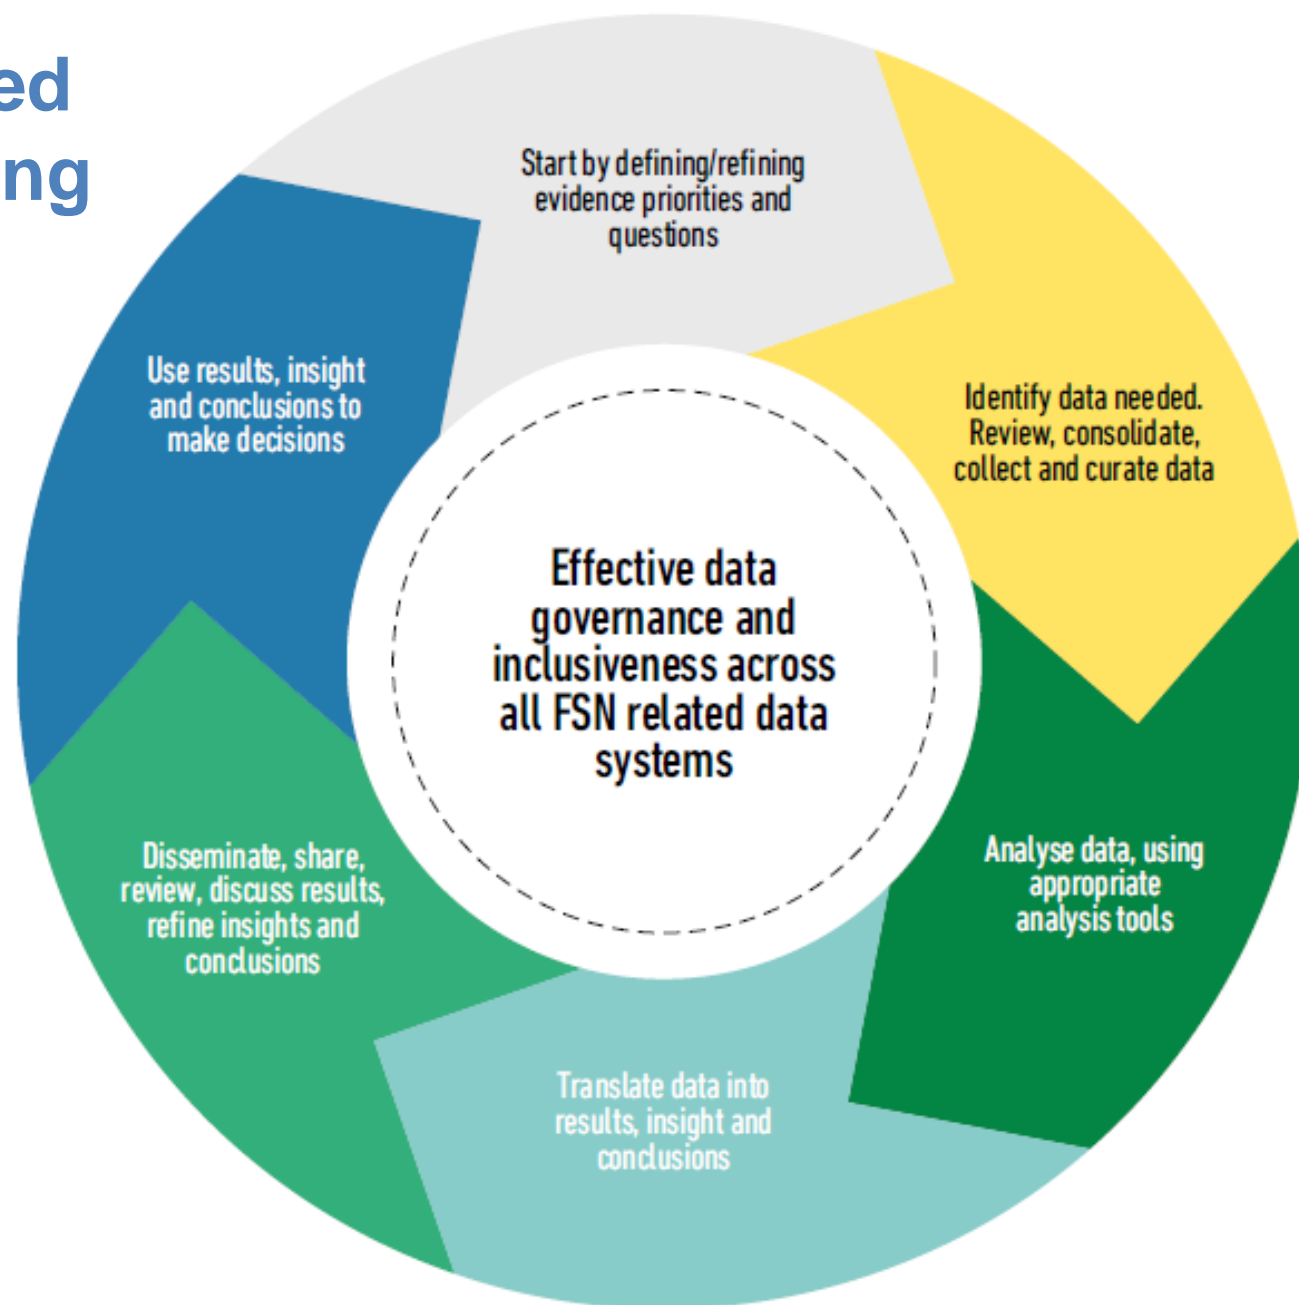 ed
ng
Start by defining/refining
evidence priorities and
questions
Identify data needed.
Review, consolidate,
collect and curate data
Analyse data, using
appropriate
analysis tools
Translate data into
results, insight and
conclusions
Disseminate, share,
review, discuss results,
refine insights and
conclusions
Use results, insight
and conclusions to
make decisions
Effective data
governance and
inclusiveness across
all FSN related data
systems